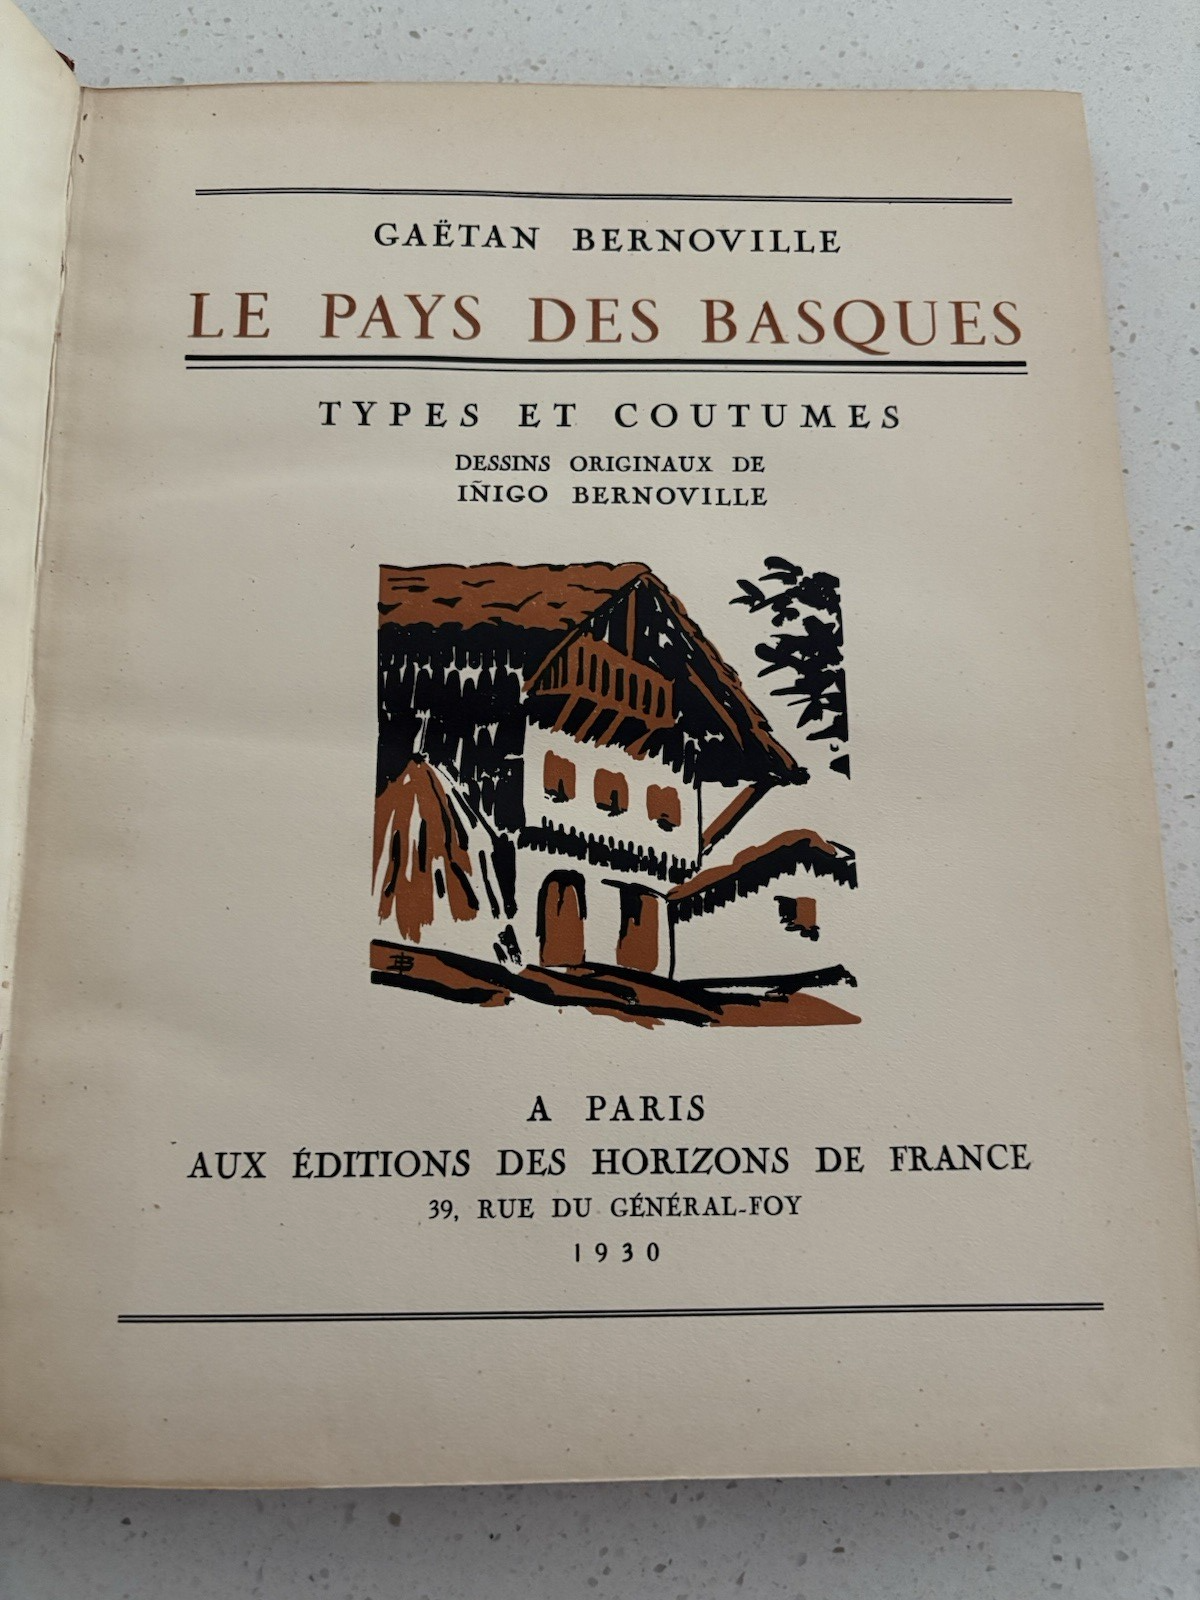 GAËTAN BERNOVILLE
LE PAYS DES BASQUES
TYPES ET COUTUMES
DESSINS ORIGINAUX DE
IÑIGO BERNOVILLE
A PARIS
AUX ÉDITIONS DES HORIZONS DE FRANCE
39, RUE DU GÉNÉRAL-FOY
1930